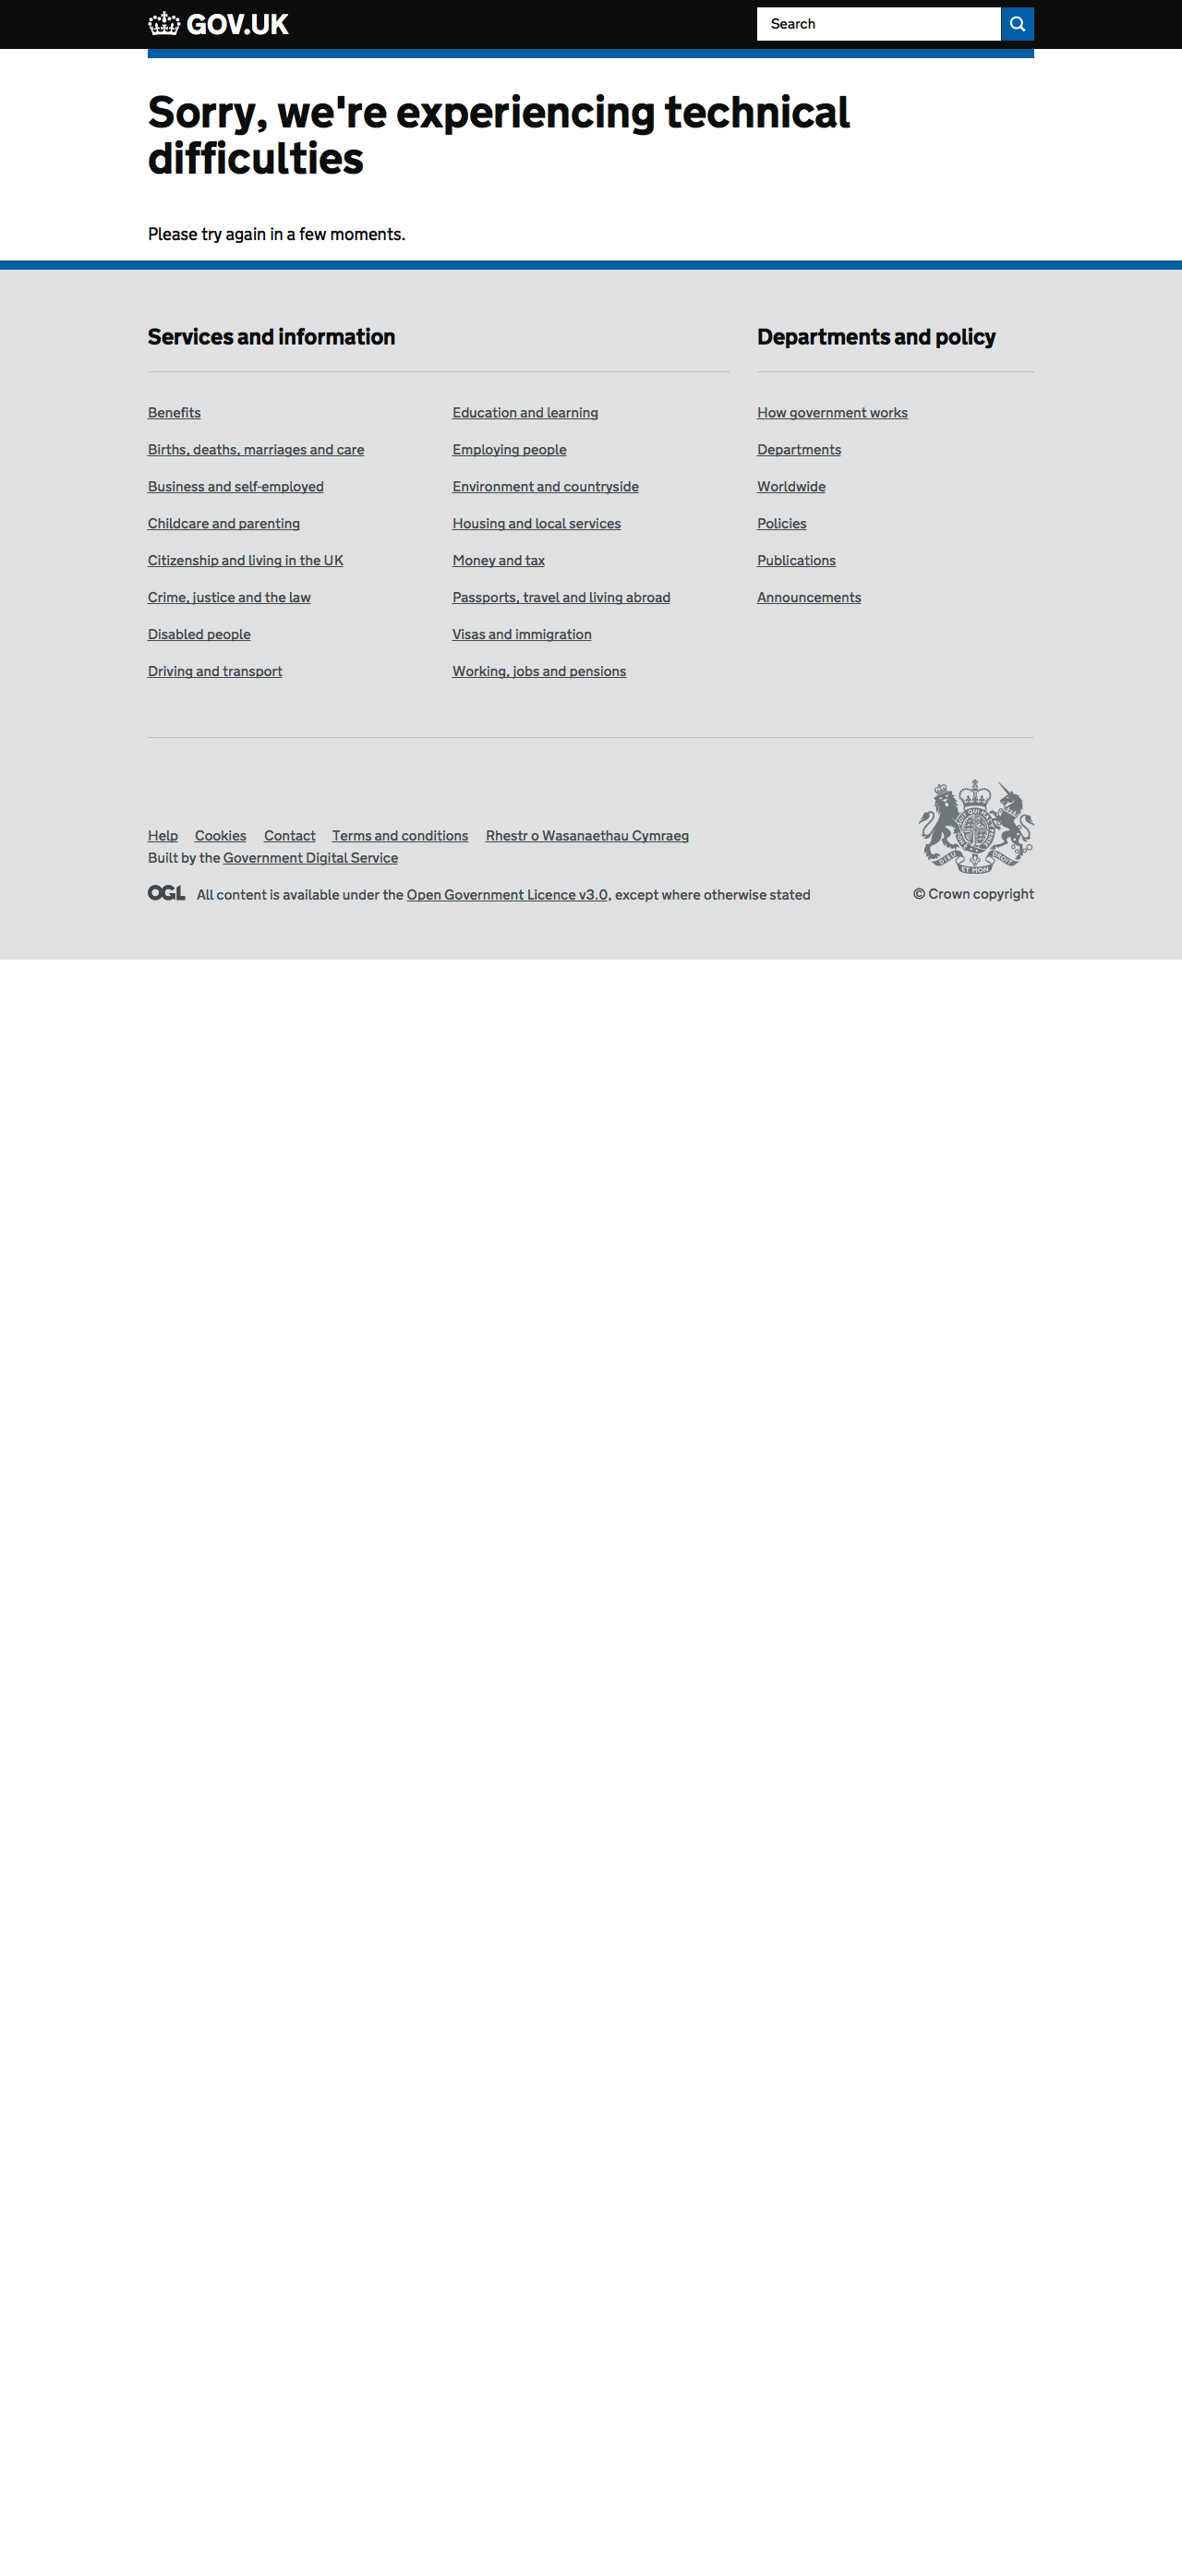 GOV.UK
Search
Sorry, we're experiencing technical
difficulties
Please try again in a few moments.
Services and information
Benefits
Births, deaths, marriages and care
Business and self-employed
Childcare and parenting
Citizenship and living in the UK
Crime, justice and the law
Disabled people
Driving and transport
Education and learning
Employing people
Environment and countryside
Housing and local services
Money and tax
Passports, travel and living abroad
Visas and immigration
Working, jobs and pensions
Departments and policy
How government works
Departments
Worldwide
Policies
Publications
Announcements
Help Cookies Contact Terms and conditions Rhestr o Wasanaethau Cymraeg
Built by the Government Digital Service
OGL All content is available under the Open Government Licence v3.0, except where otherwise stated
DIEU ET MON DROIT
© Crown copyright